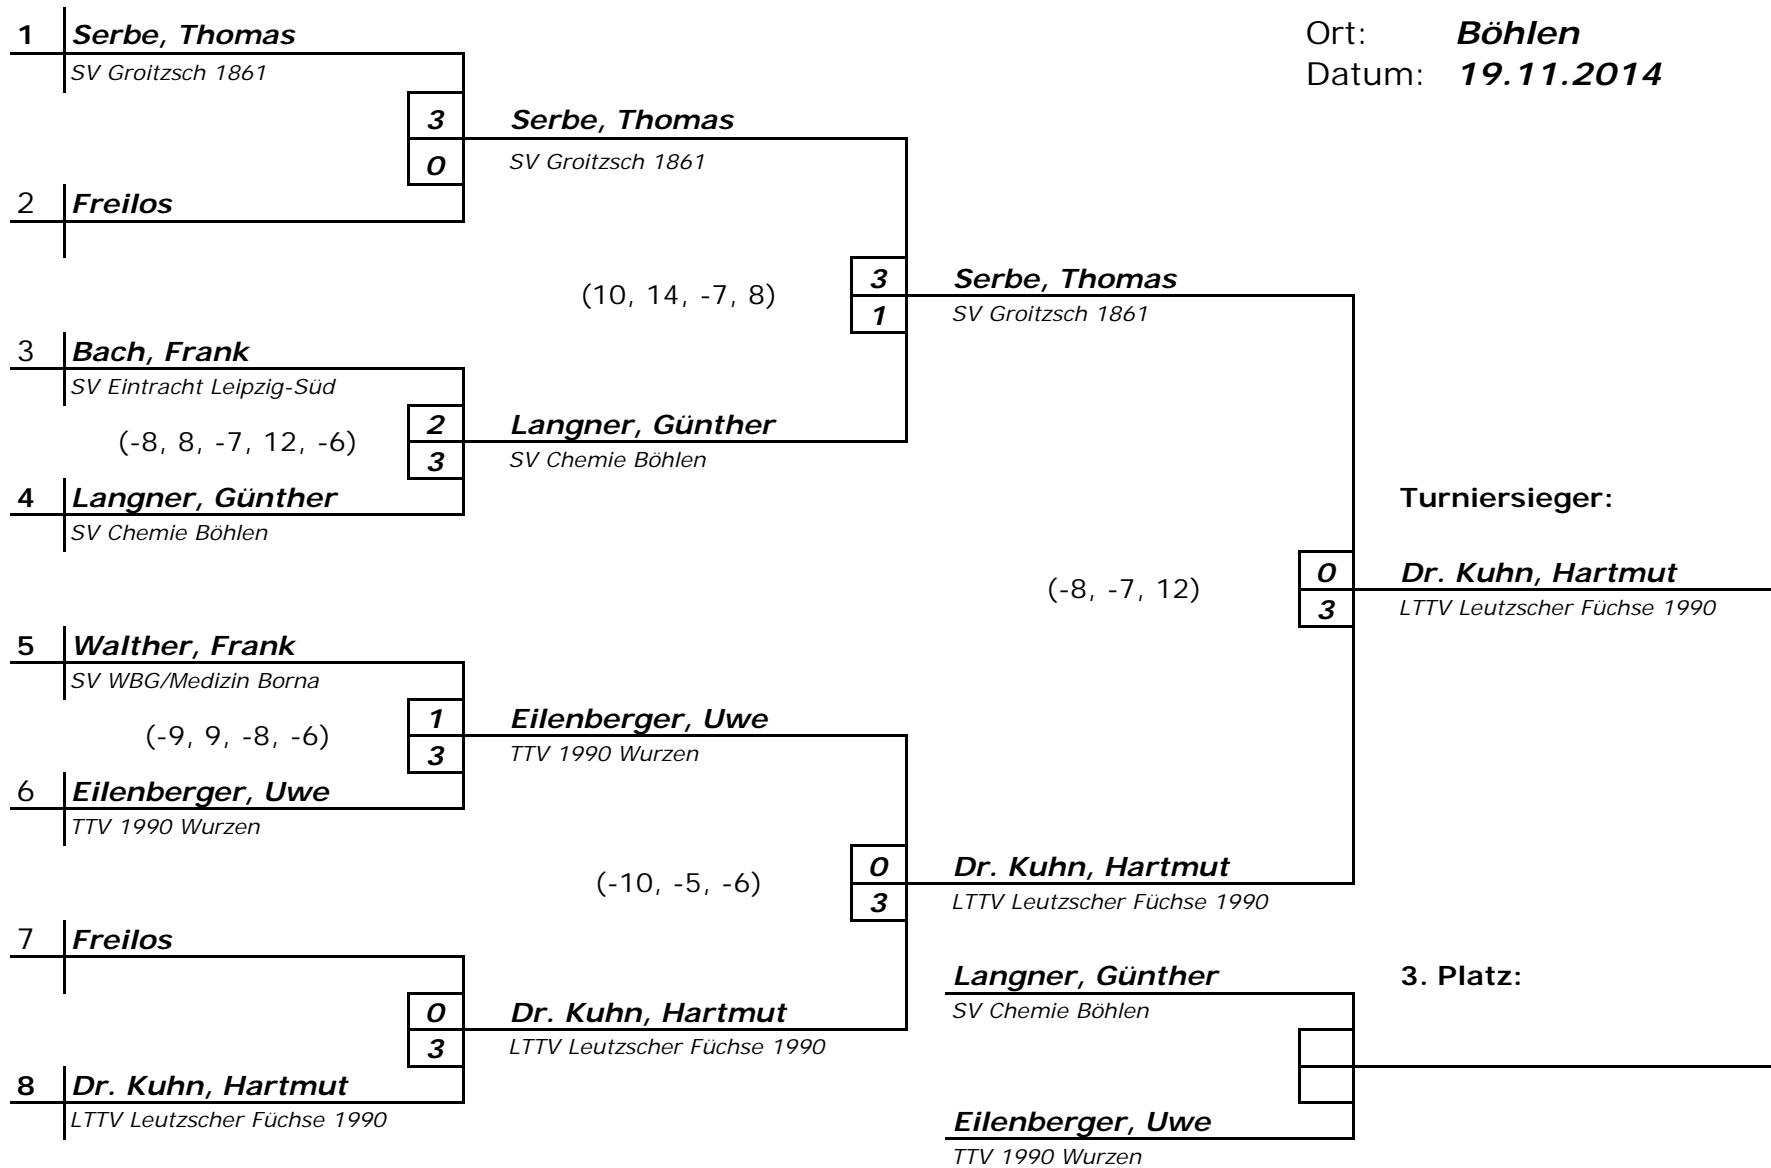 1 Serbe, Thomas
SV Groitzsch 1861
Ort: Böhlen
Datum: 19.11.2014
3 Serbe, Thomas
0 SV Groitzsch 1861
2 Freilos
(10, 14, -7, 8)
3 Serbe, Thomas
1 SV Groitzsch 1861
3 Bach, Frank
SV Eintracht Leipzig-Süd
(-8, 8, -7, 12, -6)
2 Langner, Günther
3 SV Chemie Böhlen
4 Langner, Günther
SV Chemie Böhlen
Turniersieger:
(-8, -7, 12)
0 Dr. Kuhn, Hartmut
3 LTTV Leutzscher Füchse 1990
5 Walther, Frank
SV WBG/Medizin Borna
(-9, 9, -8, -6)
1 Eilenberger, Uwe
3 TTV 1990 Wurzen
6 Eilenberger, Uwe
TTV 1990 Wurzen
(-10, -5, -6)
0 Dr. Kuhn, Hartmut
3 LTTV Leutzscher Füchse 1990
7 Freilos
Langner, Günther
SV Chemie Böhlen
3. Platz:
0 Dr. Kuhn, Hartmut
3 LTTV Leutzscher Füchse 1990
8 Dr. Kuhn, Hartmut
LTTV Leutzscher Füchse 1990
Eilenberger, Uwe
TTV 1990 Wurzen